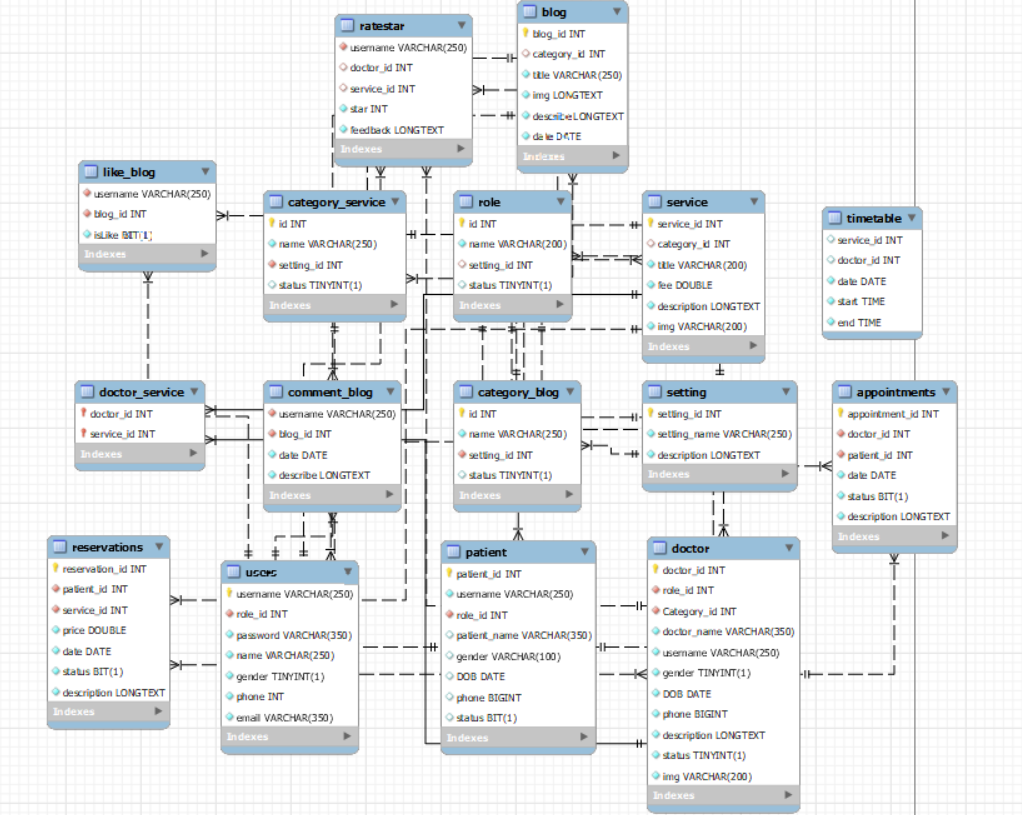 ratestar
username VARCHAR(250)
doctor_id INT
service_id INT
star INT
feedback LONGTEXT
Indexes
blog
blog_id INT
category_id INT
title VARCHAR(250)
img LONGTEXT
describe LONGTEXT
date DATE
Indexes
like_blog
username VARCHAR(250)
blog_id INT
isLike BIT(1)
Indexes
category_service
id INT
name VARCHAR(250)
setting_id INT
status TINYINT(1)
Indexes
role
id INT
name VARCHAR(200)
setting_id INT
status TINYINT(1)
Indexes
service
service_id INT
category_id INT
title VARCHAR(200)
fee DOUBLE
description LONGTEXT
img VARCHAR(200)
Indexes
timetable
service_id INT
doctor_id INT
date DATE
start TIME
end TIME
doctor_service
doctor_id INT
service_id INT
Indexes
comment_blog
username VARCHAR(250)
blog_id INT
date DATE
describe LONGTEXT
Indexes
category_blog
id INT
name VARCHAR(250)
setting_id INT
status TINYINT(1)
Indexes
setting
setting_id INT
setting_name VARCHAR(250)
description LONGTEXT
Indexes
appointments
appointment_id INT
doctor_id INT
patient_id INT
date DATE
status BIT(1)
description LONGTEXT
Indexes
reservations
reservation_id INT
patient_id INT
service_id INT
price DOUBLE
date DATE
status BIT(1)
description LONGTEXT
Indexes
users
username VARCHAR(250)
role_id INT
password VARCHAR(350)
name VARCHAR(250)
gender TINYINT(1)
phone INT
email VARCHAR(350)
Indexes
patient
patient_id INT
username VARCHAR(250)
role_id INT
patient_name VARCHAR(350)
gender VARCHAR(100)
DOB DATE
phone BIGINT
status BIT(1)
Indexes
doctor
doctor_id INT
role_id INT
Category_id INT
doctor_name VARCHAR(350)
username VARCHAR(250)
gender TINYINT(1)
DOB DATE
phone BIGINT
description LONGTEXT
status TINYINT(1)
img VARCHAR(200)
Indexes